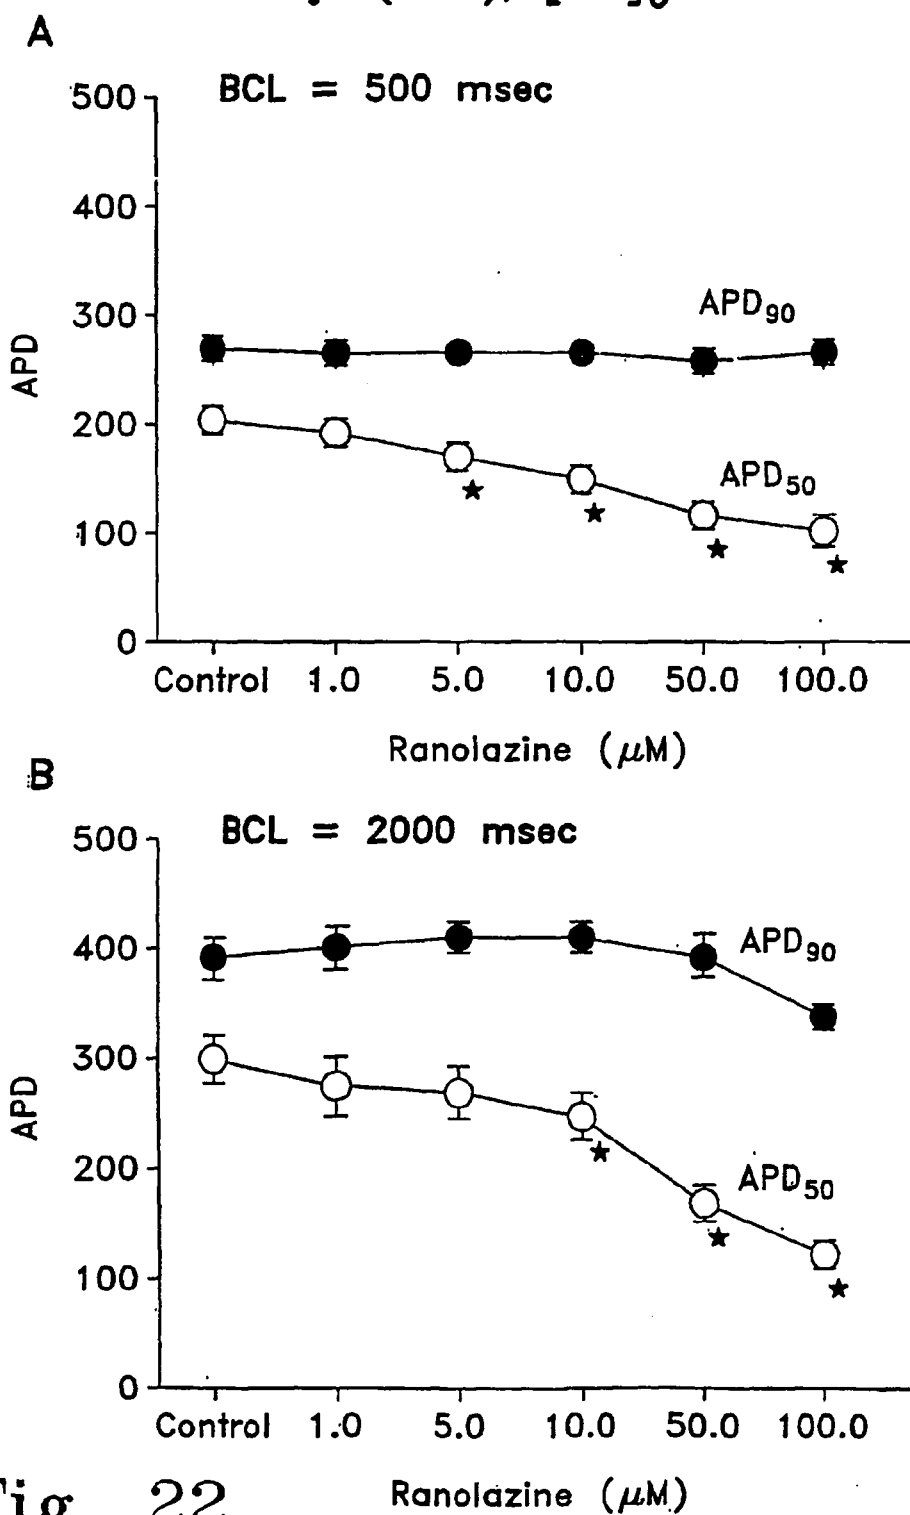 A
BCL = 500 msec
500
400
300
200
100
0
APD
APD90
APD50
★
★
★
★
Control 1.0 5.0 10.0 50.0 100.0
Ranolazine (μM)
B
BCL = 2000 msec
500
400
300
200
100
0
APD
APD90
APD50
★
★
★
Control 1.0 5.0 10.0 50.0 100.0
Ranolazine (μM)
Fig. 22